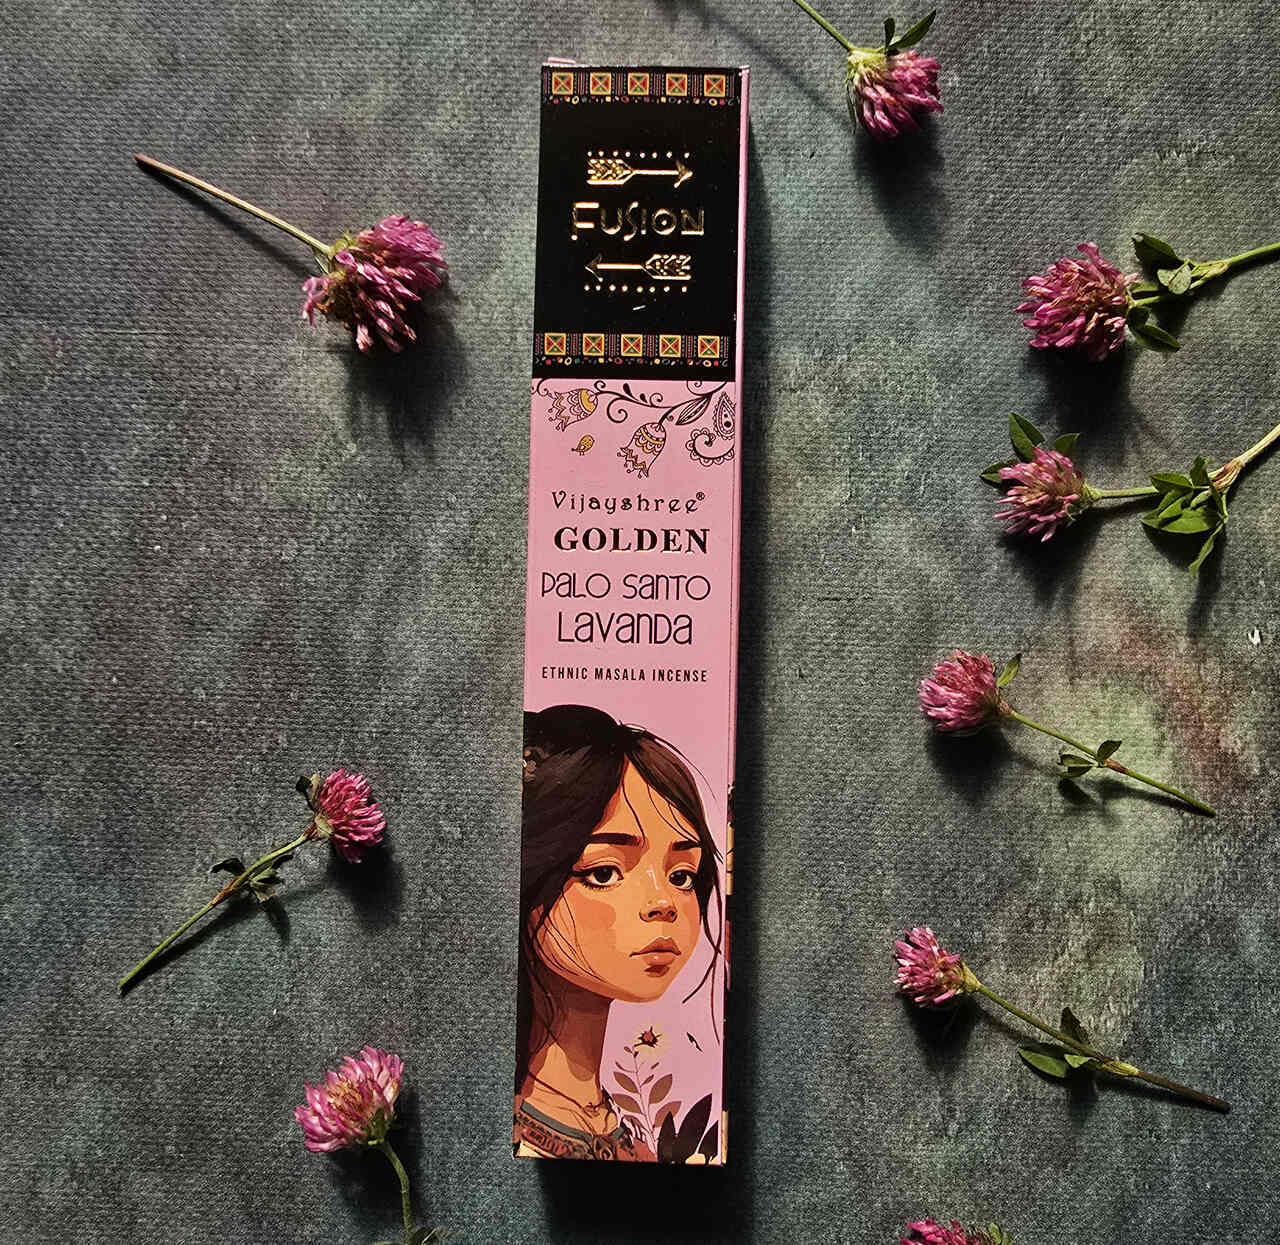 FUSION
Vijayshree®
GOLDEN
PALO SANTO
LAVANDA
ETHNIC MASALA INCENSE